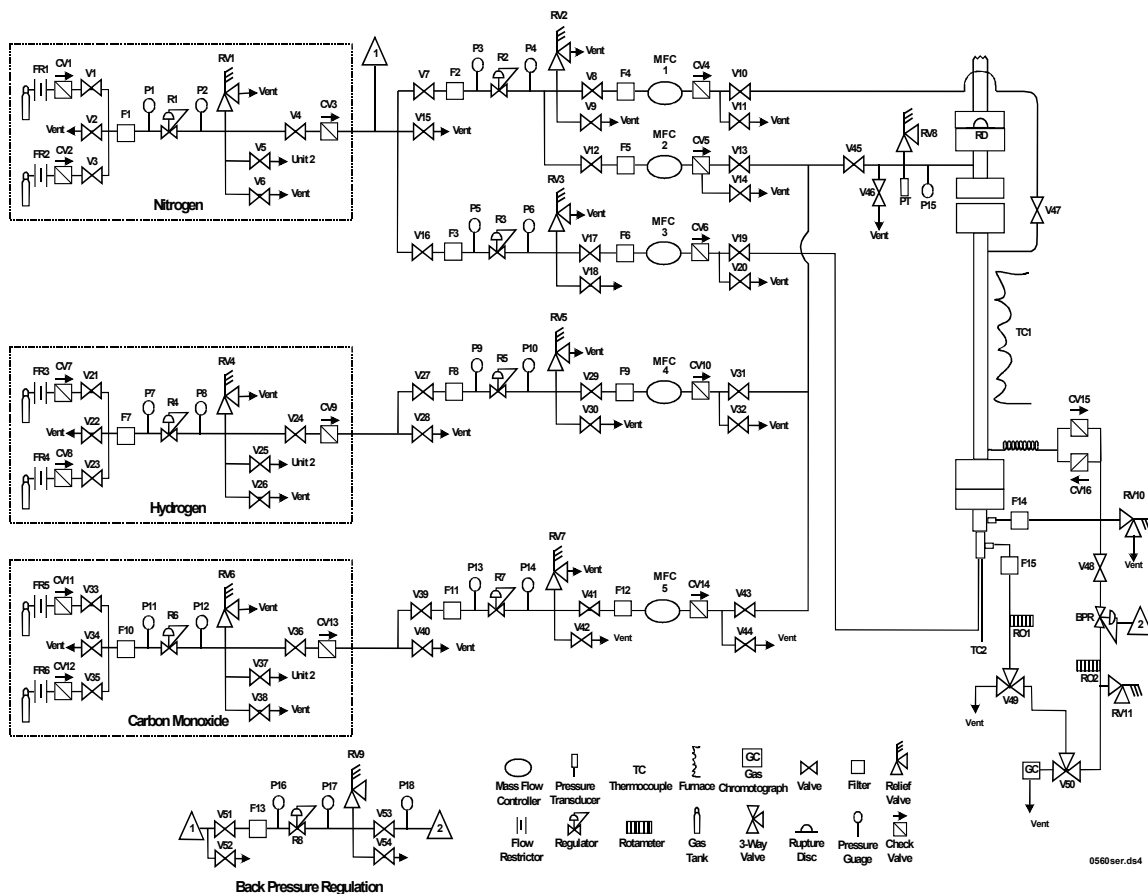 FR1
CV1
V1
V2
Vent
F1
P1
R1
P2
RV1
Vent
V4
CV3
V5
Unit 2
V6
Vent
FR2
CV2
V3
Nitrogen
1
V7
F2
P3
R2
P4
RV2
Vent
V8
F4
MFC
1
CV4
V10
V9
Vent
V11
Vent
V15
Vent
V12
F5
MFC
2
CV5
V13
V14
Vent
V16
F3
P5
R3
P6
RV3
Vent
V17
F6
MFC
3
CV6
V19
V18
V20
Vent
V45
V46
Vent
RV8
PT
P15
RD
V47
TC1
FR3
CV7
V21
V22
Vent
F7
P7
R4
P8
RV4
Vent
V24
CV9
V25
Unit 2
V26
Vent
FR4
CV8
V23
Hydrogen
V27
F8
P9
R5
P10
RV5
Vent
V29
F9
MFC
4
CV10
V31
V28
Vent
V30
Vent
V32
Vent
CV15
CV16
F14
RV10
Vent
F15
V48
BPR
2
RO1
RO2
TC2
RV11
V49
Vent
V50
GC
Vent
FR5
CV11
V33
V34
Vent
F10
P11
R6
P12
RV6
Vent
V36
CV13
V37
Unit 2
V38
Vent
FR6
CV12
V35
Carbon Monoxide
V39
F11
P13
R7
P14
RV7
Vent
V41
F12
MFC
5
CV14
V43
V40
Vent
V42
Vent
V44
Vent
1
V51
V52
F13
P16
R8
P17
RV9
V53
P18
V54
2
Back Pressure Regulation
Mass Flow
Controller
Pressure
Transducer
TC
Thermocouple
Furnace
GC
Gas
Chromotograph
Valve
Filter
Relief
Valve
Flow
Restrictor
Regulator
Rotameter
Gas
Tank
3-Way
Valve
Rupture
Disc
Pressure
Guage
Check
Valve
0560ser.ds4